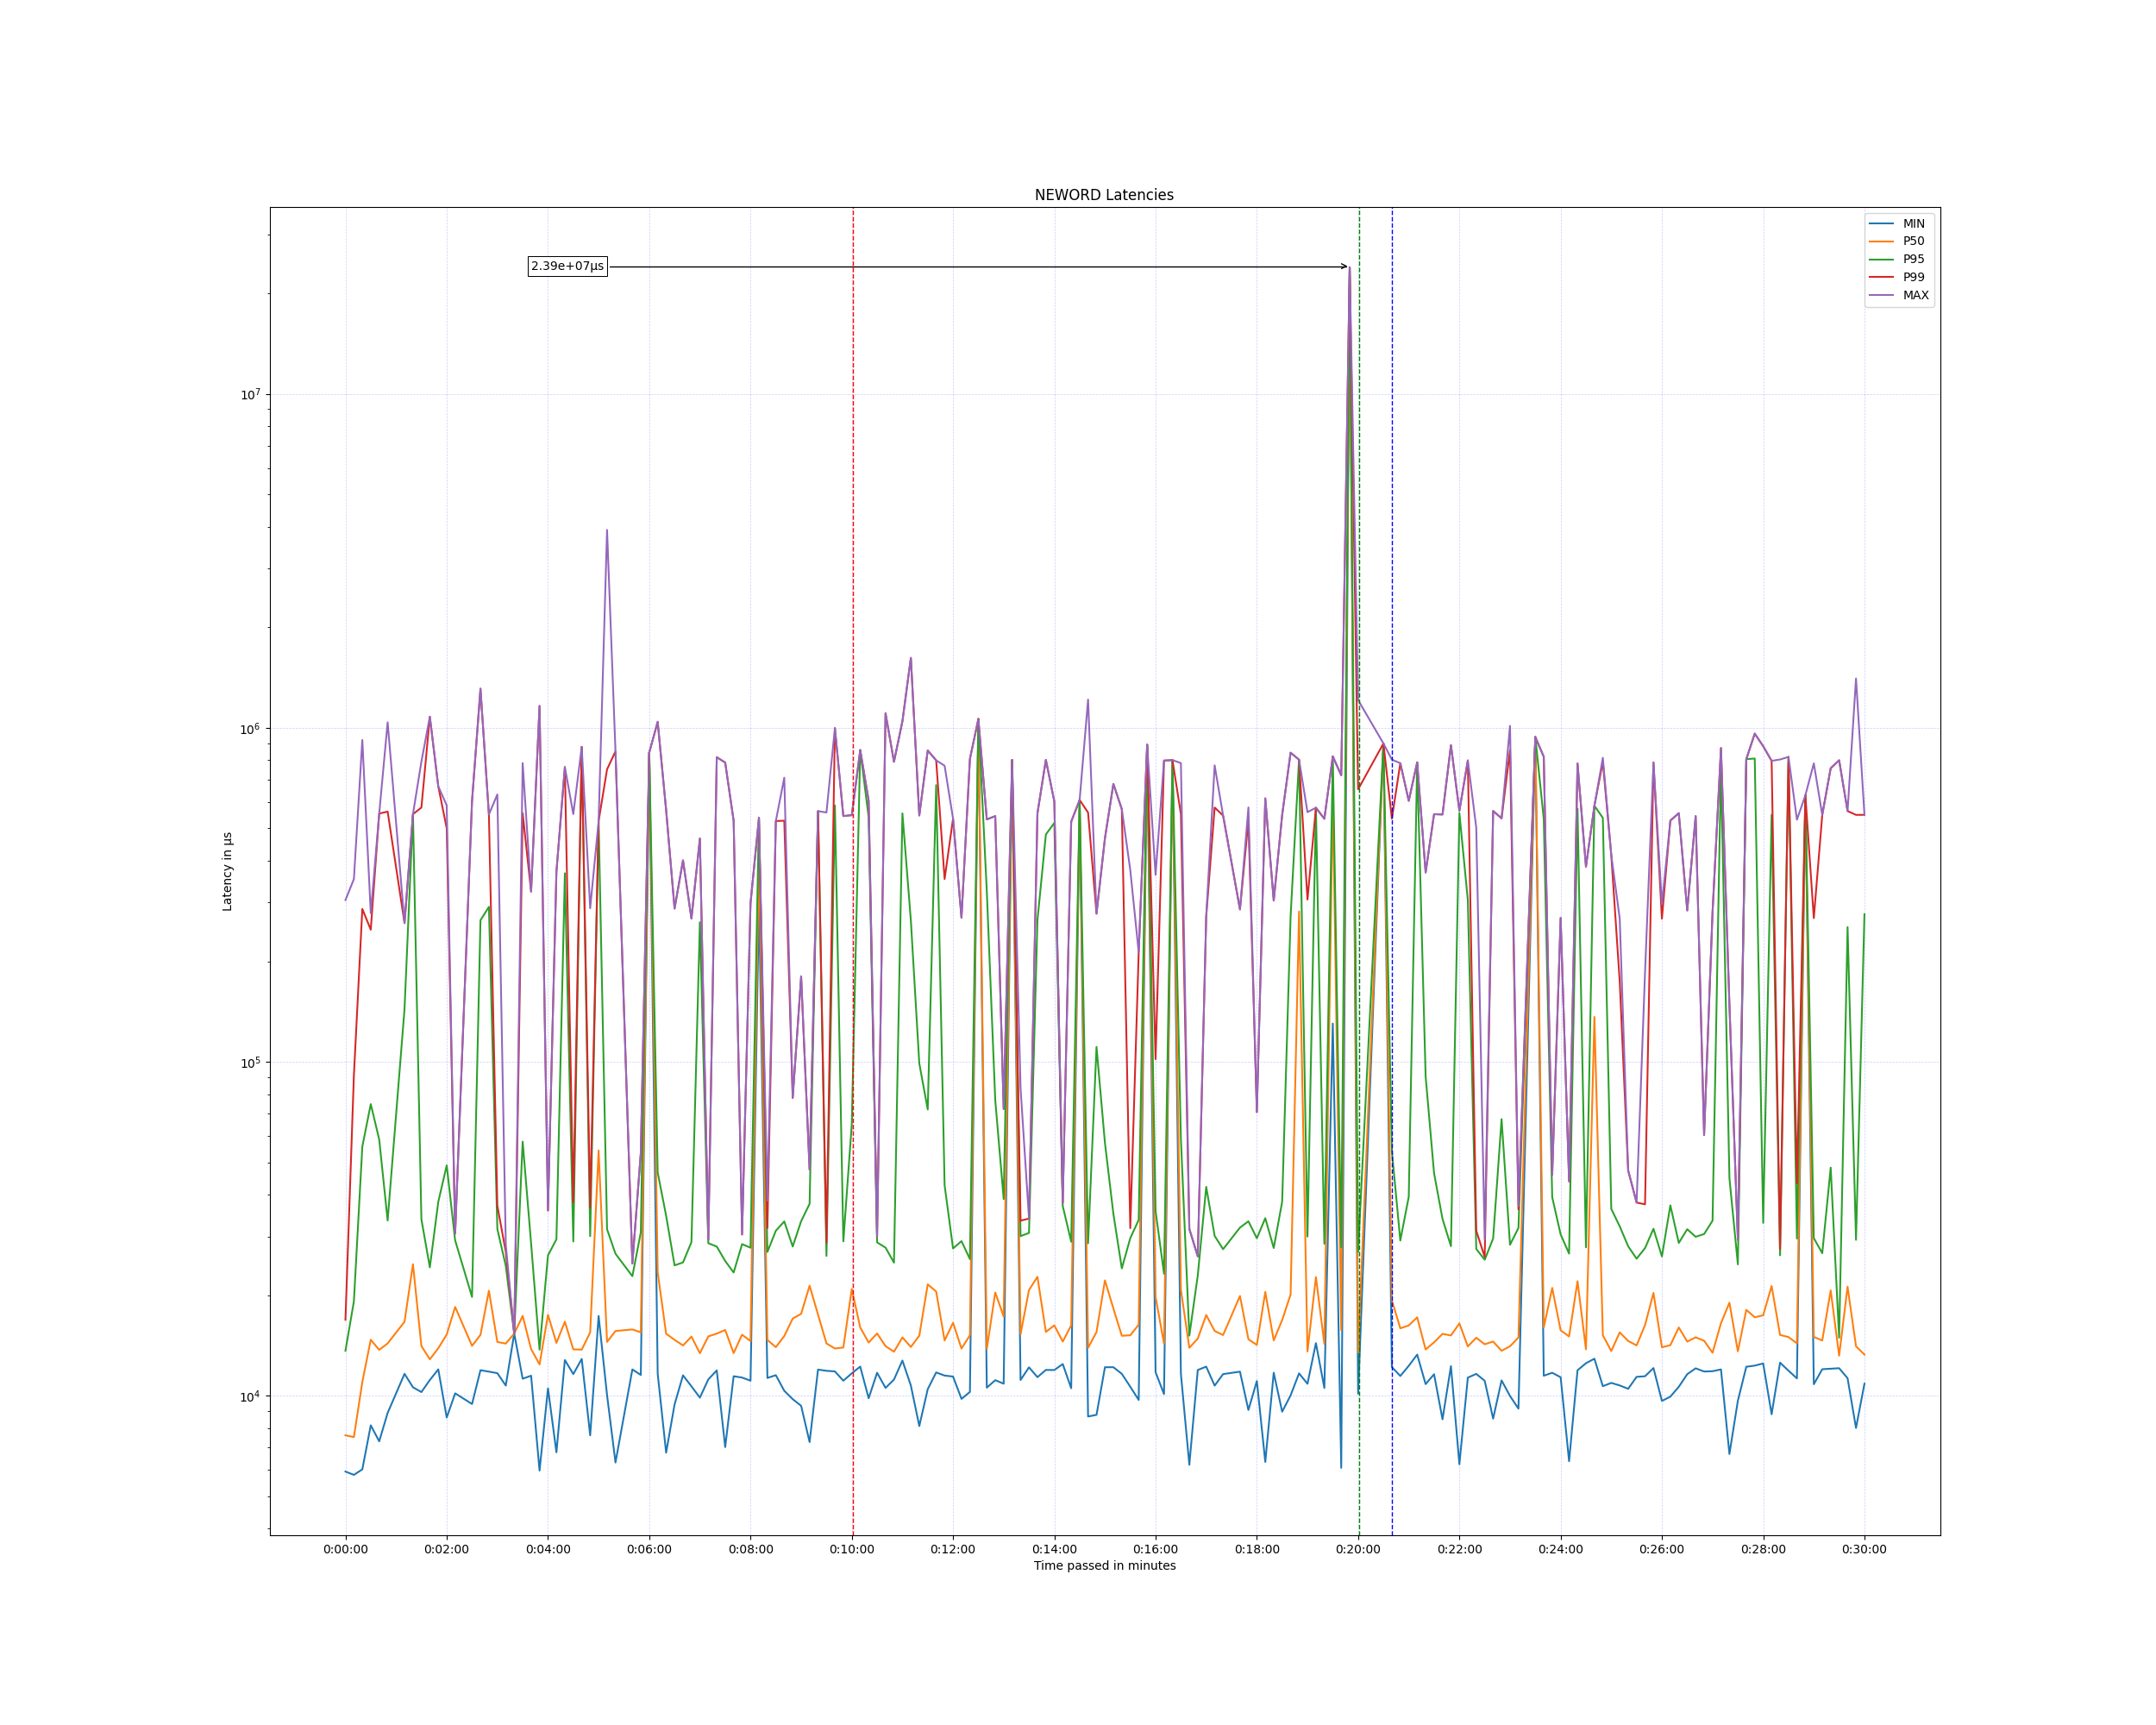 NEWORD Latencies
2.39e+07µs
MIN
P50
P95
P99
MAX
10⁷
10⁶
10⁵
10⁴
Latency in µs
0:00:00 0:02:00 0:04:00 0:06:00 0:08:00 0:10:00 0:12:00 0:14:00 0:16:00 0:18:00 0:20:00 0:22:00 0:24:00 0:26:00 0:28:00 0:30:00
Time passed in minutes